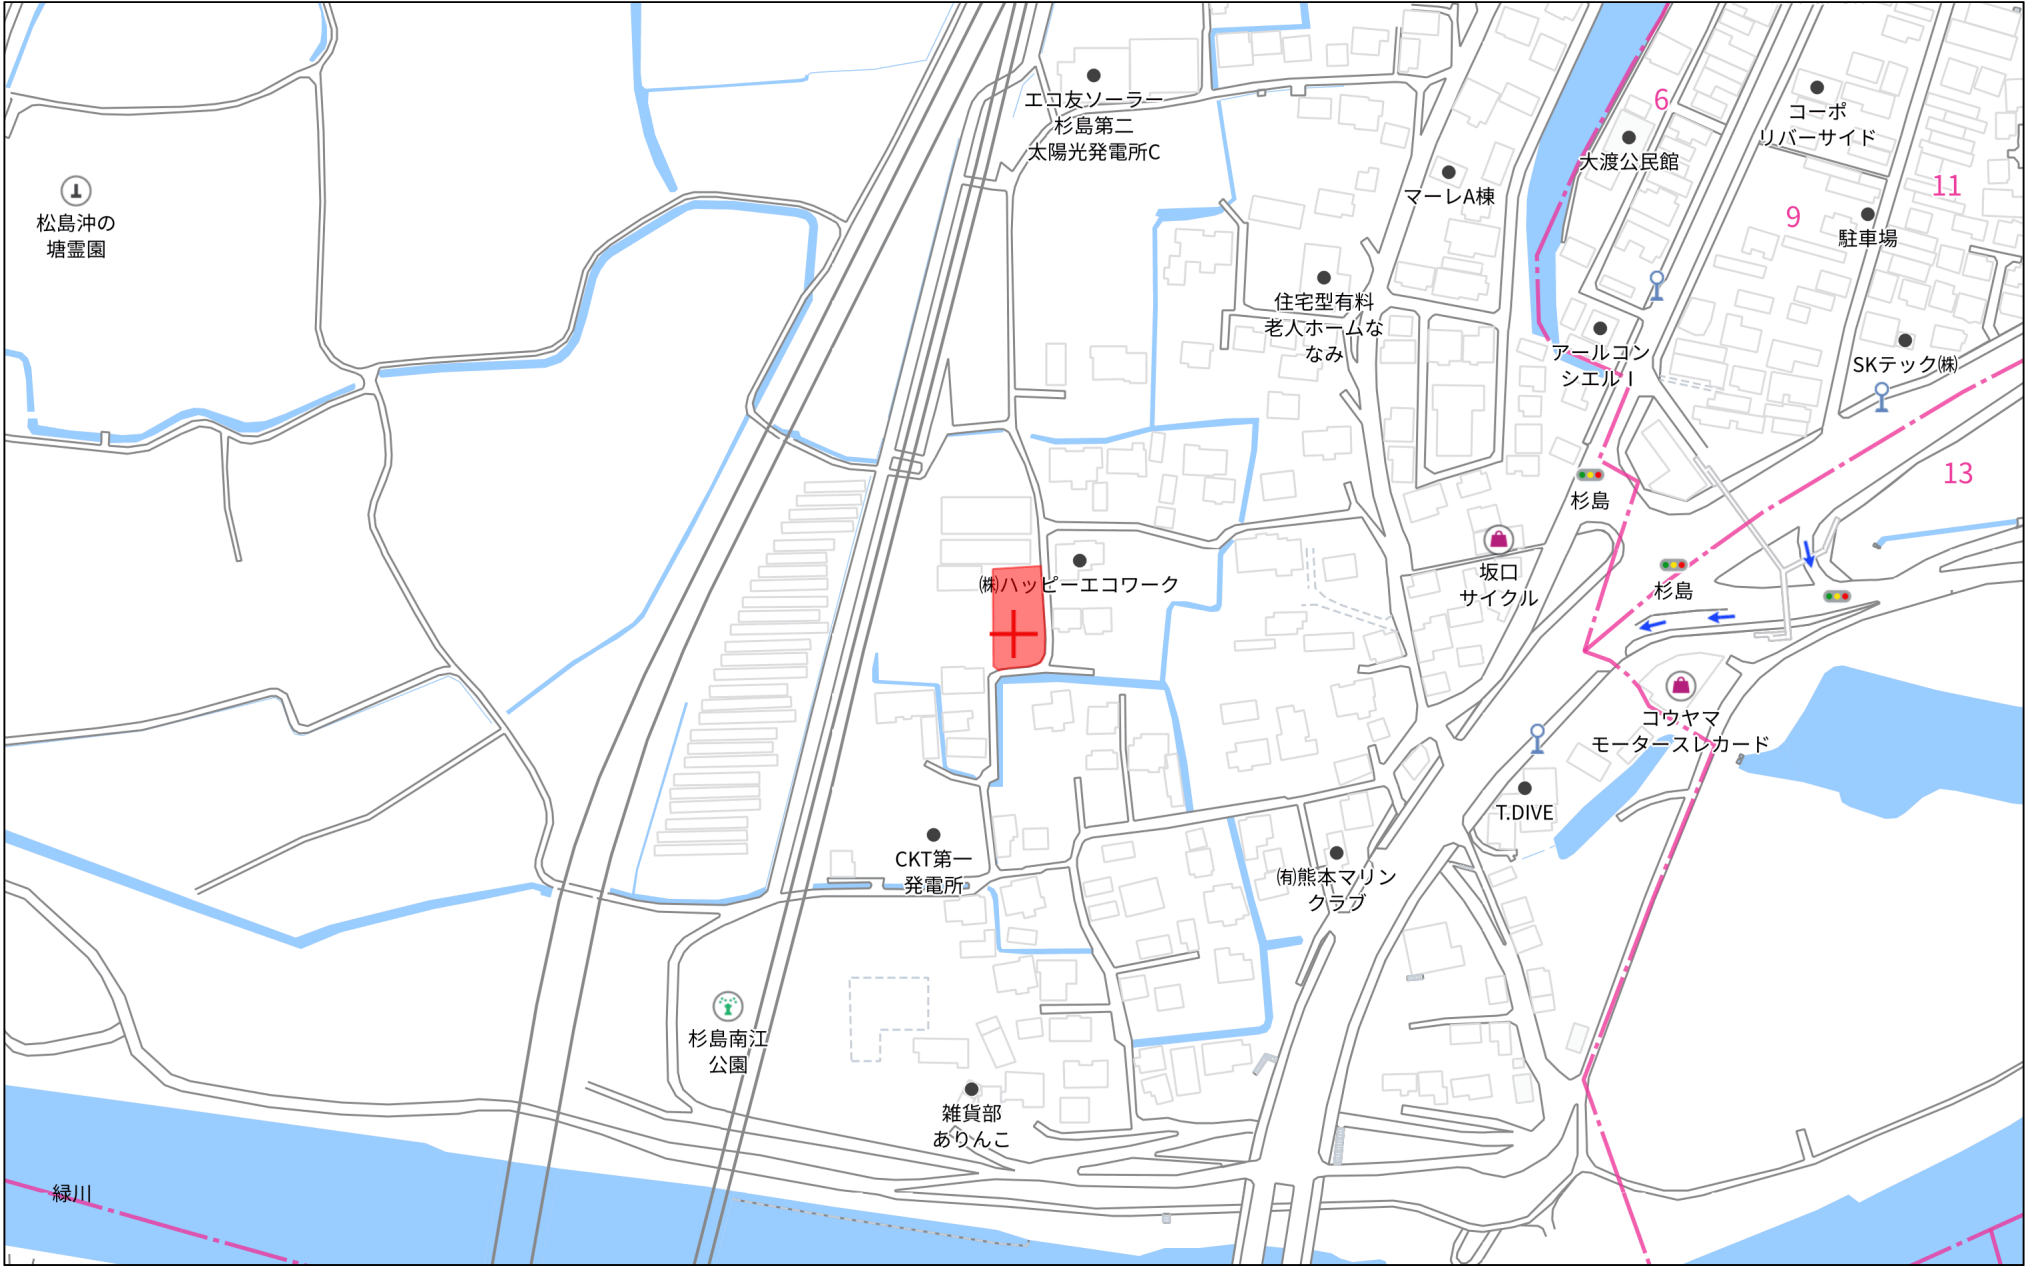 エコ友ソーラー
杉島第二
太陽光発電所C
6
コーポ
リバーサイド
大渡公民館
11
マーレA棟
9
駐車場
松島沖の
塘霊園
住宅型有料
老人ホームな
なみ
アールコン
シエルⅠ
SKテック㈱
13
杉島
坂口
サイクル
杉島
㈱ハッピーエコワーク
コウヤマ
モータースレカード
T.DIVE
CKT第一
発電所
㈲熊本マリン
クラブ
杉島南江
公園
雑貨部
ありんこ
緑川